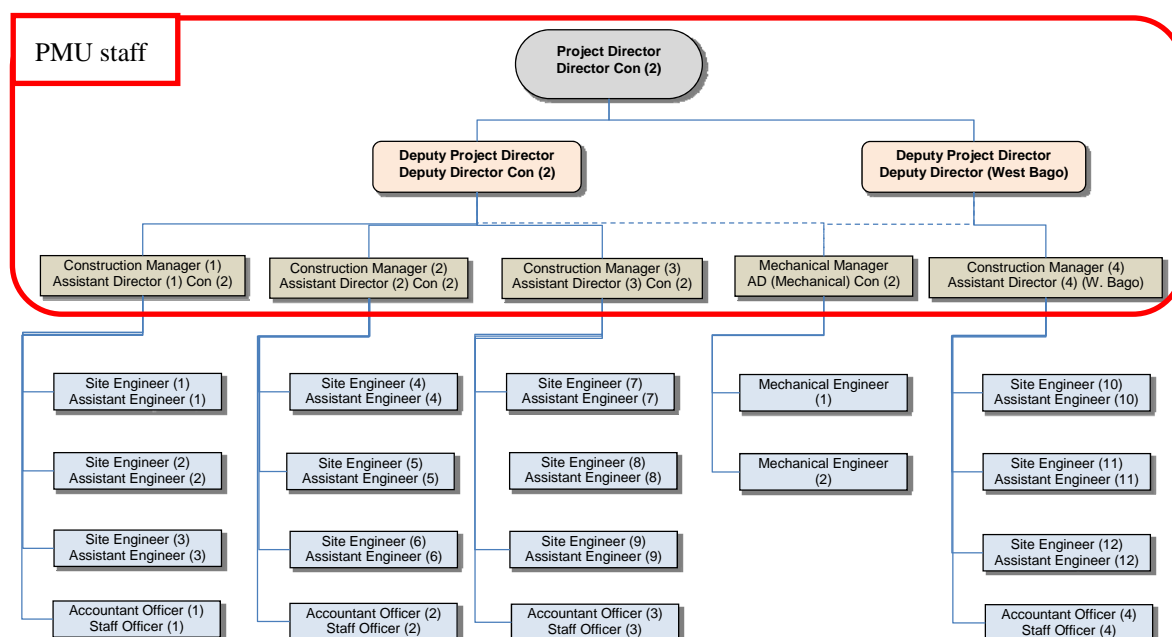 PMU staff
Project Director
Director Con (2)
Deputy Project Director
Deputy Director Con (2)
Deputy Project Director
Deputy Director (West Bago)
Construction Manager (1)
Assistant Director (1) Con (2)
Construction Manager (2)
Assistant Director (2) Con (2)
Construction Manager (3)
Assistant Director (3) Con (2)
Mechanical Manager
AD (Mechanical) Con (2)
Construction Manager (4)
Assistant Director (4) (W. Bago)
Site Engineer (1)
Assistant Engineer (1)
Site Engineer (4)
Assistant Engineer (4)
Site Engineer (7)
Assistant Engineer (7)
Mechanical Engineer
(1)
Site Engineer (10)
Assistant Engineer (10)
Site Engineer (2)
Assistant Engineer (2)
Site Engineer (5)
Assistant Engineer (5)
Site Engineer (8)
Assistant Engineer (8)
Mechanical Engineer
(2)
Site Engineer (11)
Assistant Engineer (11)
Site Engineer (3)
Assistant Engineer (3)
Site Engineer (6)
Assistant Engineer (6)
Site Engineer (9)
Assistant Engineer (9)
Site Engineer (12)
Assistant Engineer (12)
Accountant Officer (1)
Staff Officer (1)
Accountant Officer (2)
Staff Officer (2)
Accountant Officer (3)
Staff Officer (3)
Accountant Officer (4)
Staff Officer (4)